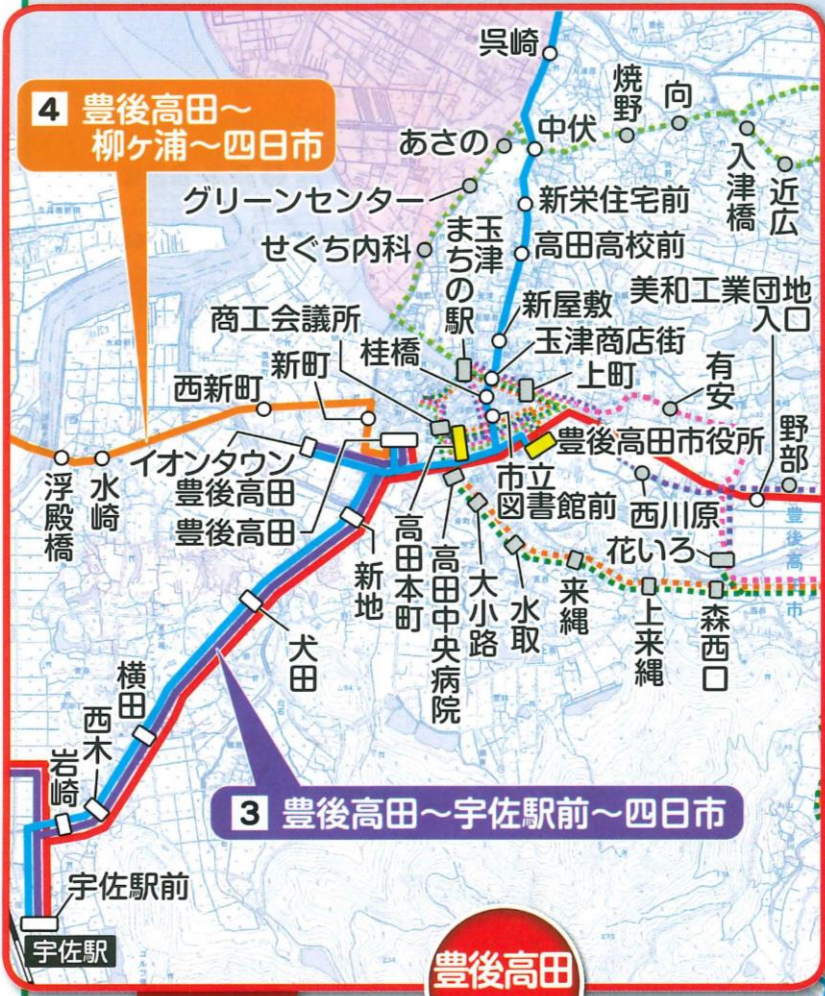 呉崎
4 豊後高田〜
柳ヶ浦〜四日市
焼野
向
あさの
中伏
入津橋
近広
グリーンセンター
新栄住宅前
せぐち内科
玉津
まちの駅
高田高校前
美和工業団地
入口
商工会議所
新屋敷
桂橋
玉津商店街
有安
西新町
新町
上町
豊後高田市役所
野部
イオンタウン
豊後高田
浮殿橋
水崎
市立
図書館前
西川原
豊後高田
新地
高田本町
高田中央病院
大小路
水取
来縄
上来縄
花いろ
森西口
豊後高田市
犬田
横田
西木
岩崎
3 豊後高田〜宇佐駅前〜四日市
宇佐駅前
宇佐駅
豊後高田